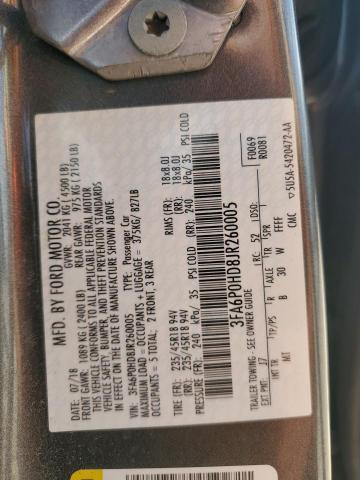 MFD. BY FORD MOTOR CO.
DATE: 07/18 GVWR: 2041 KG ( 4500 LB)
FRONT GAWR: 1089 KG ( 2400 LB) REAR GAWR: 975 KG ( 2150 LB)
THIS VEHICLE CONFORMS TO ALL APPLICABLE FEDERAL MOTOR
VEHICLE SAFETY, BUMPER, AND THEFT PREVENTION STANDARDS
IN EFFECT ON THE DATE OF MANUFACTURE SHOWN ABOVE.
VIN: 3FA6P0HD8JR260005 TYPE: Passenger Car
MAXIMUM LOAD = OCCUPANTS + LUGGAGE = 375KG/ 827LB
OCCUPANTS = 5 TOTAL: 2 FRONT, 3 REAR
TIRE (FR): 235/45R18 94V RIMS (FR): 18x8.0J
(RR): 235/45R18 94V (RR): 18x8.0J
(FR): 240 kPa/ 35 PSI COLD (RR): 240 kPa/ 35 PSI COLD
3FA6P0HD8JR260005
TRAILER TOWING - SEE OWNER GUIDE F0069
R0081
EXT PNT: J7 RC: 52 DSO:
MT TP/PS R AXLE TR SPR
B 30 W FFFF
CMC
5U5A-5420472-AA